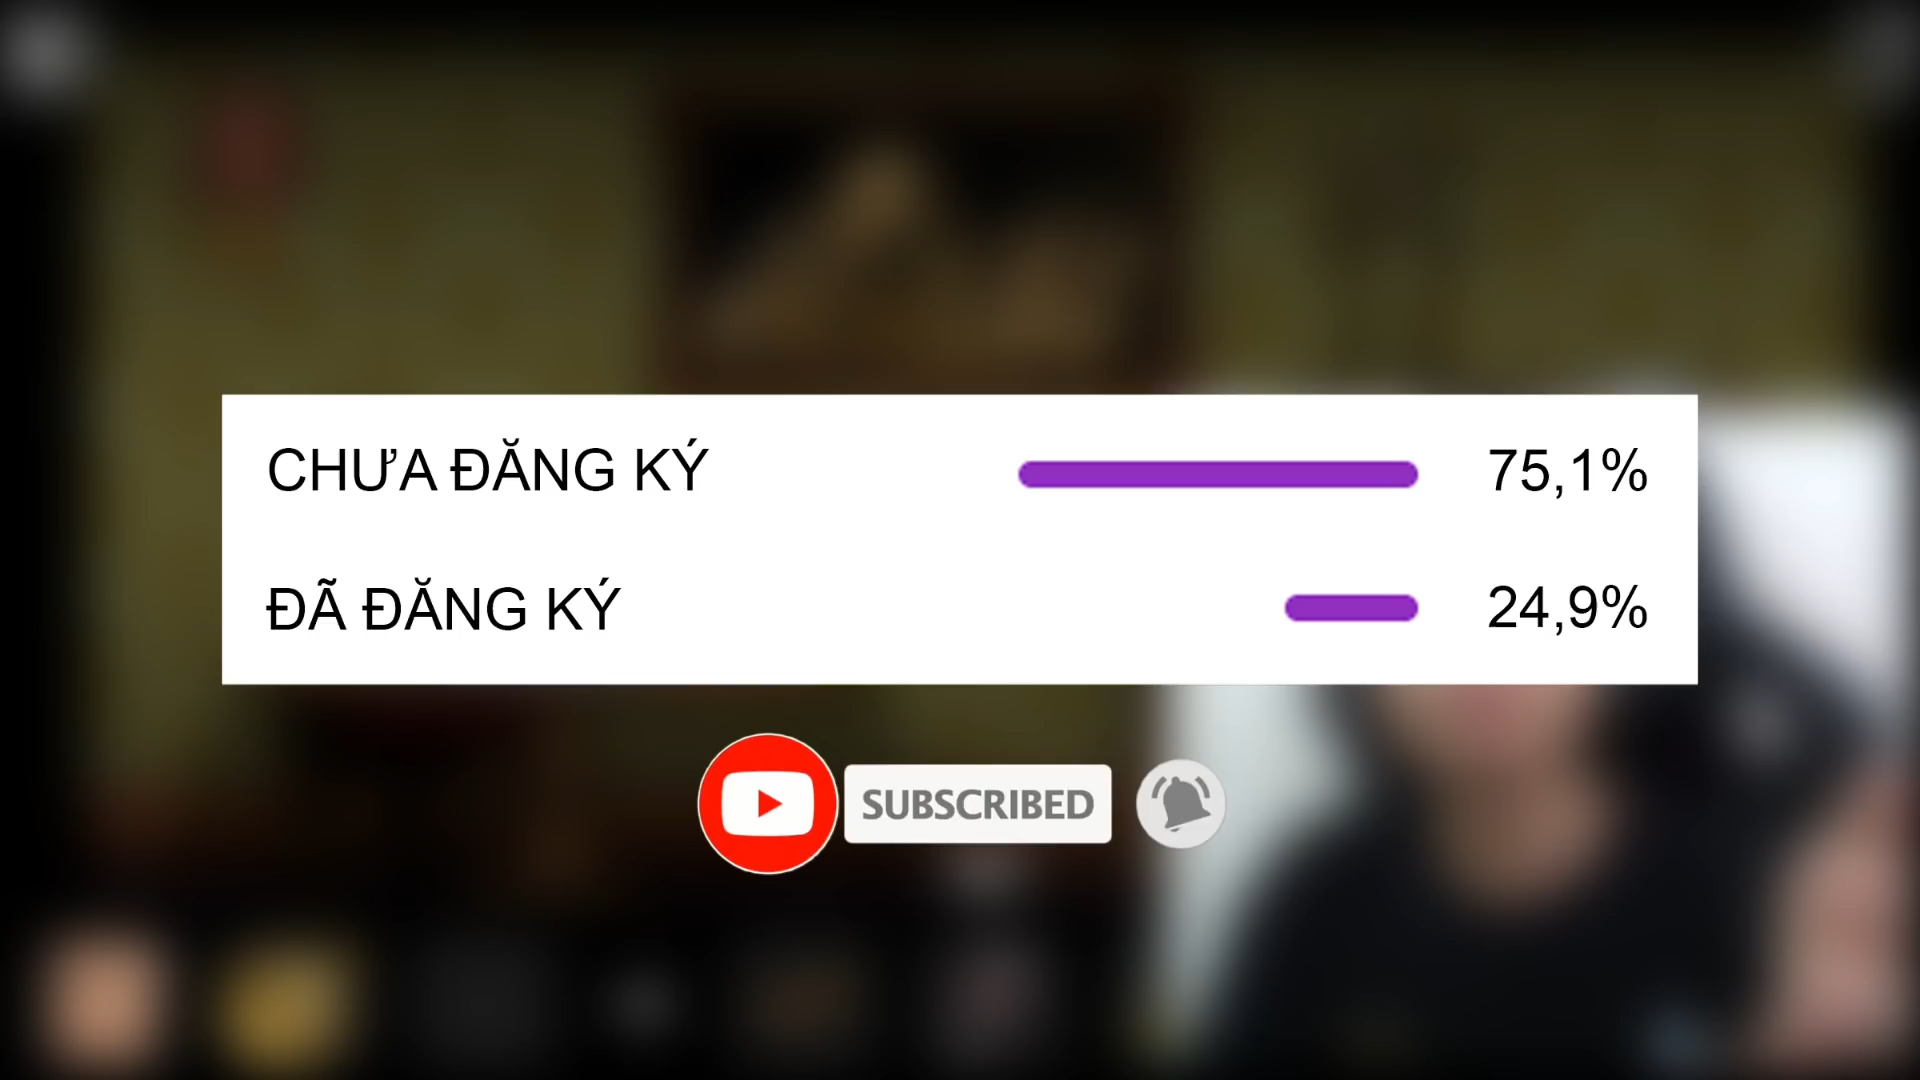 CHƯA ĐĂNG KÝ 75,1%
ĐÃ ĐĂNG KÝ 24,9%
SUBSCRIBED